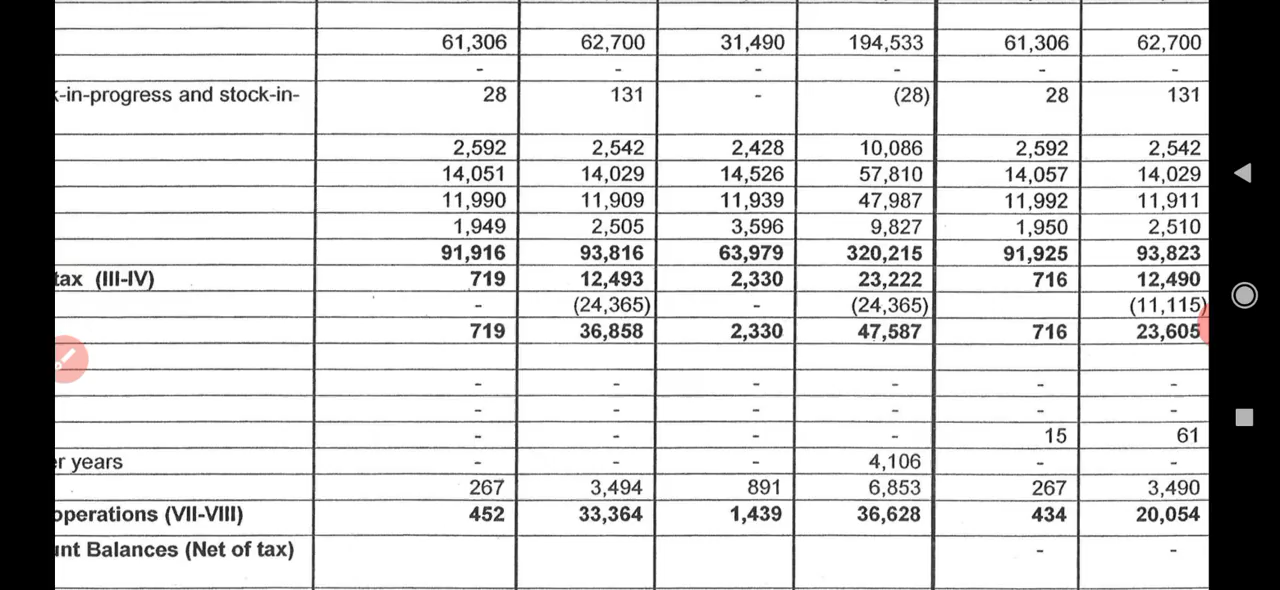 61,306 62,700 31,490 194,533 61,306 62,700
- - - - - -
-in-progress and stock-in- 28 131 - (28) 28 131
2,592 2,542 2,428 10,086 2,592 2,542
14,051 14,029 14,526 57,810 14,057 14,029
11,990 11,909 11,939 47,987 11,992 11,911
1,949 2,505 3,596 9,827 1,950 2,510
91,916 93,816 63,979 320,215 91,925 93,823
tax (III-IV) 719 12,493 2,330 23,222 716 12,490
- (24,365) - (24,365) (11,115)
719 36,858 2,330 47,587 716 23,605
- - - - - -
- - - - - -
- - - - 15 61
er years - - - 4,106 - -
267 3,494 891 6,853 267 3,490
operations (VII-VIII) 452 33,364 1,439 36,628 434 20,054
unt Balances (Net of tax) - -